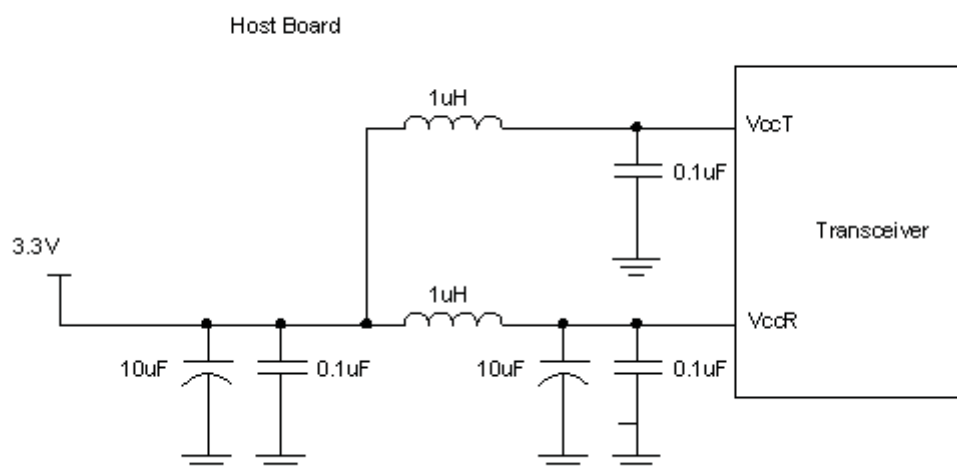 Host Board
1uH
VccT
0.1uF
Transceiver
3.3V
1uH
VccR
10uF
0.1uF
10uF
0.1uF